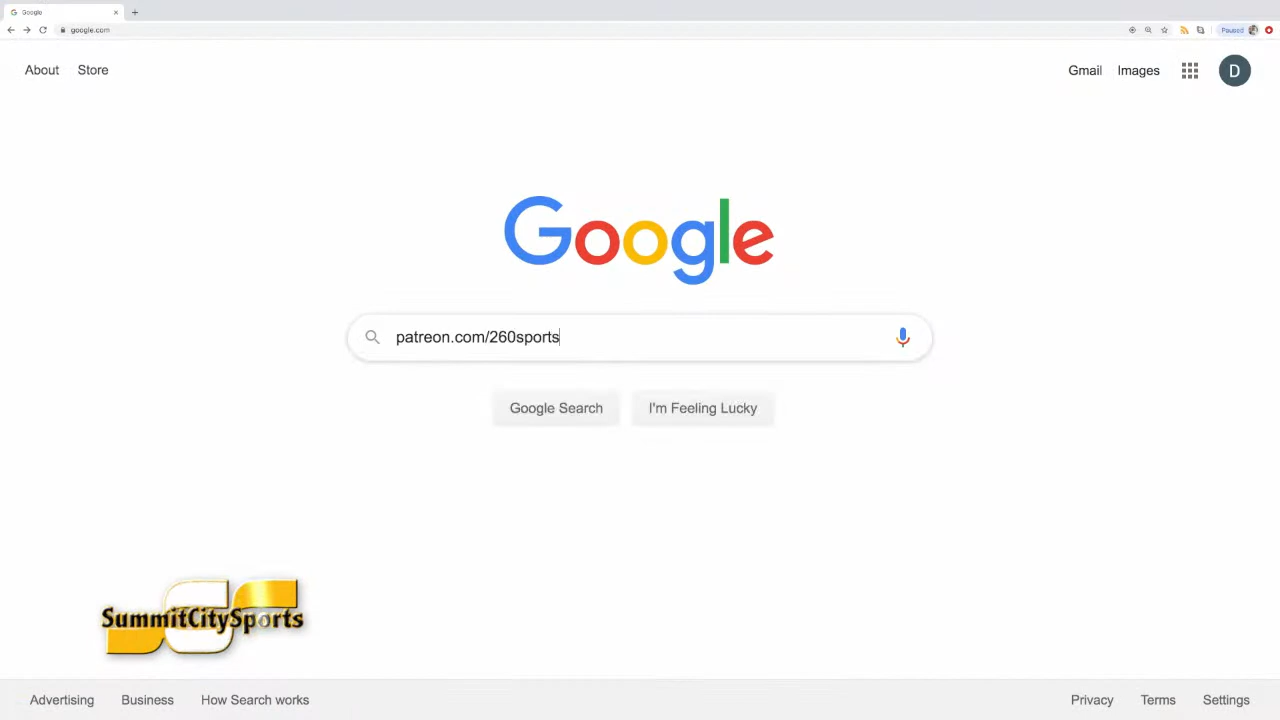 Google
google.com
Paused
About Store
Gmail Images
D
Google
patreon.com/260sports
Google Search I'm Feeling Lucky
SummitCitySports
Advertising Business How Search works
Privacy Terms Settings